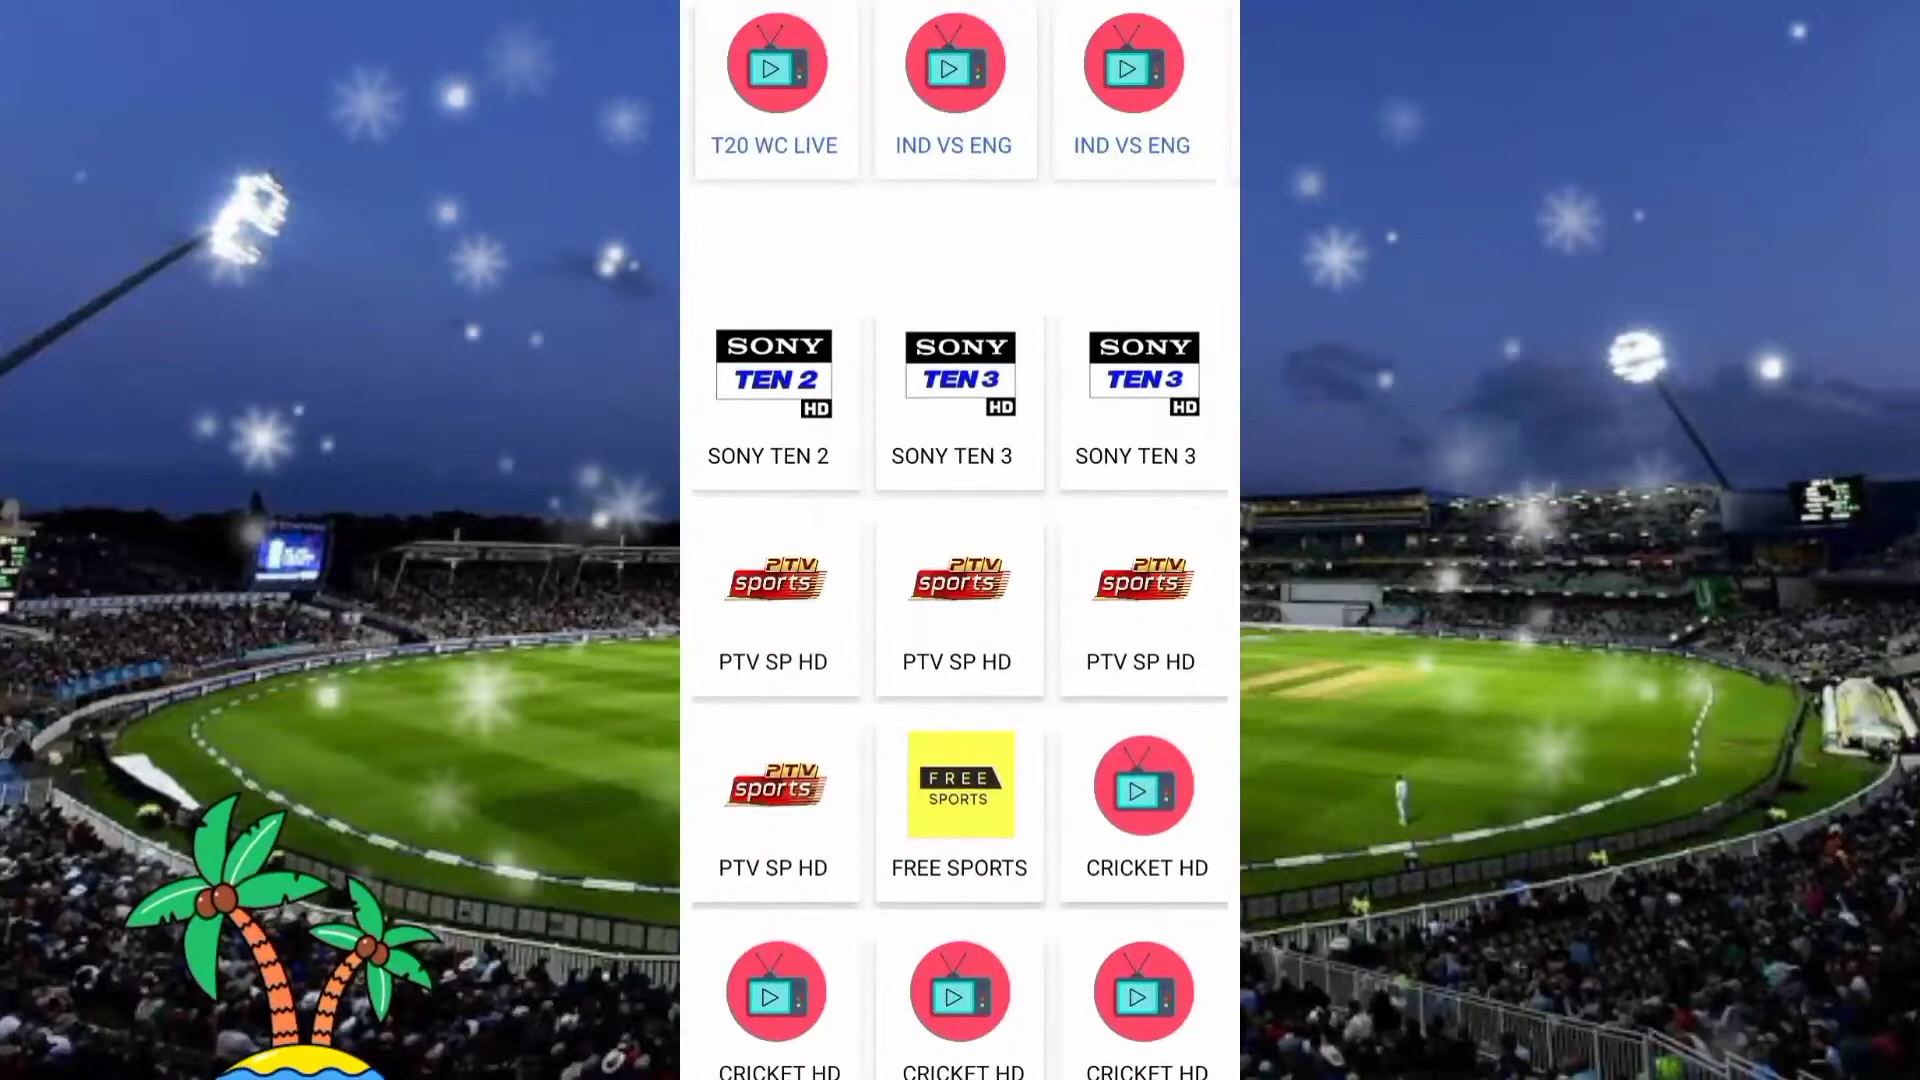 T20 WC LIVE
IND VS ENG
IND VS ENG
SONY
TEN 2
HD
SONY
TEN 3
HD
SONY
TEN 3
HD
SONY TEN 2
SONY TEN 3
SONY TEN 3
PTV
sports
PTV
sports
PTV
sports
PTV SP HD
PTV SP HD
PTV SP HD
PTV
sports
FREE
SPORTS
PTV SP HD
FREE SPORTS
CRICKET HD
CRICKET HD
CRICKET HD
CRICKET HD